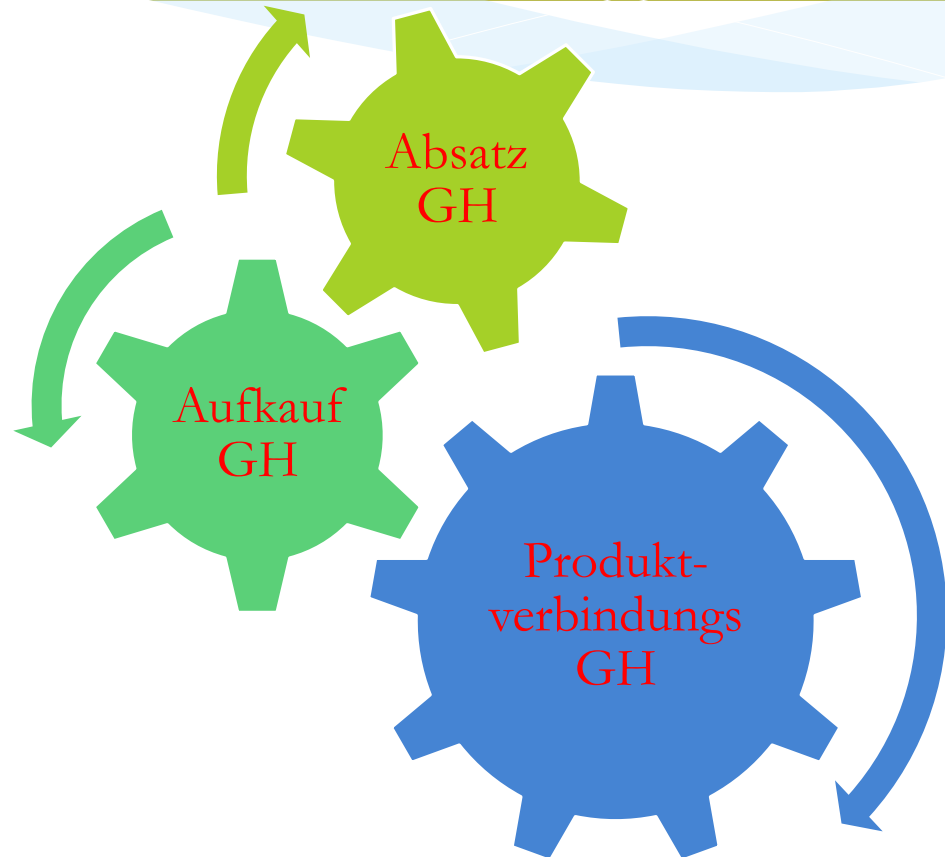 Absatz
GH
Aufkauf
GH
Produkt-
verbindungs
GH